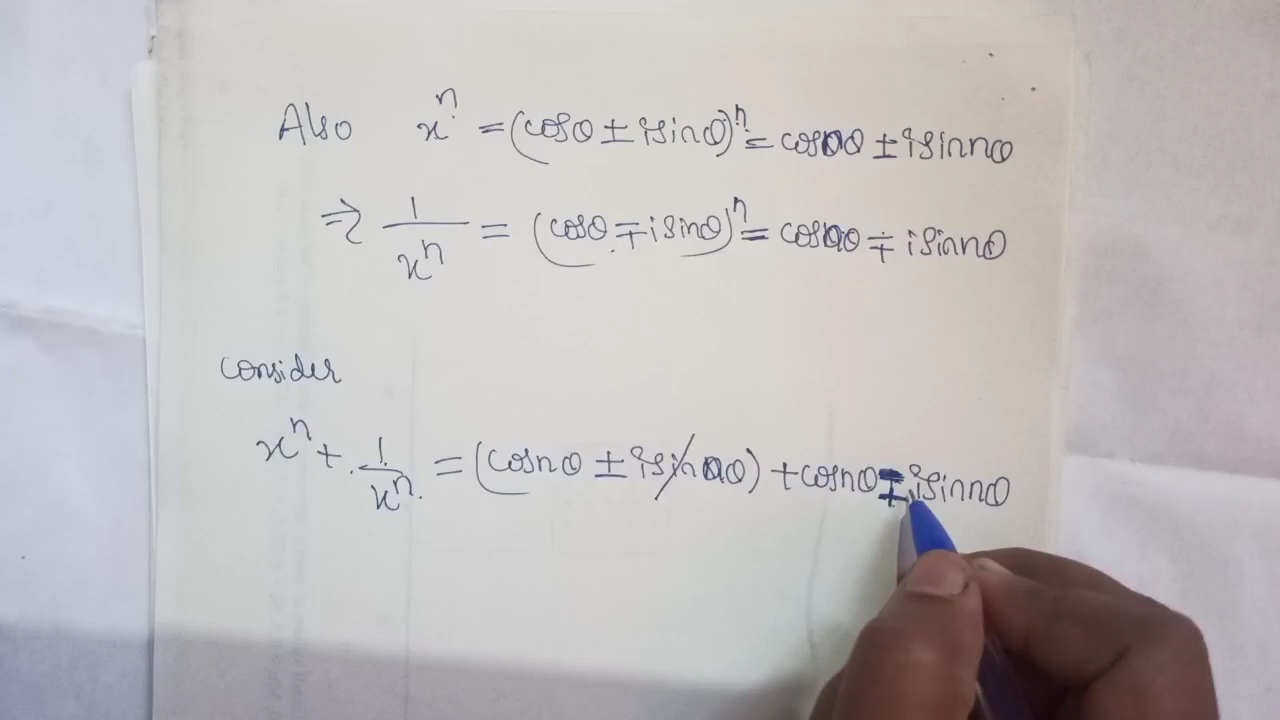 Also x^n = (cosθ ± isinθ)^n = cosnθ ± isinnθ
⇒ 1/x^n = (cosθ ∓ isinθ)^n = cosnθ ∓ isinnθ
consider
x^n + 1/x^n = (cosnθ ± isinnθ) + cosnθ ∓ isinnθ